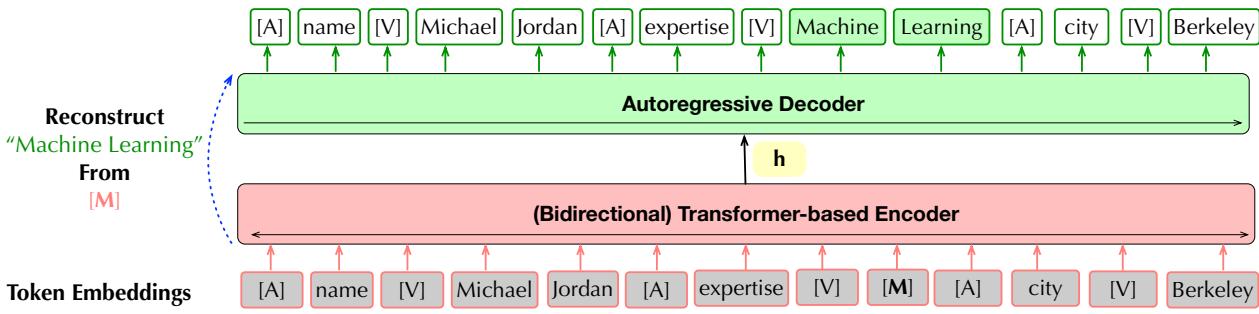 [A] name [V] Michael Jordan [A] expertise [V] Machine Learning [A] city [V] Berkeley
Autoregressive Decoder
Reconstruct
“Machine Learning”
From
[M]
h
(Bidirectional) Transformer-based Encoder
Token Embeddings [A] name [V] Michael Jordan [A] expertise [V] [M] [A] city [V] Berkeley